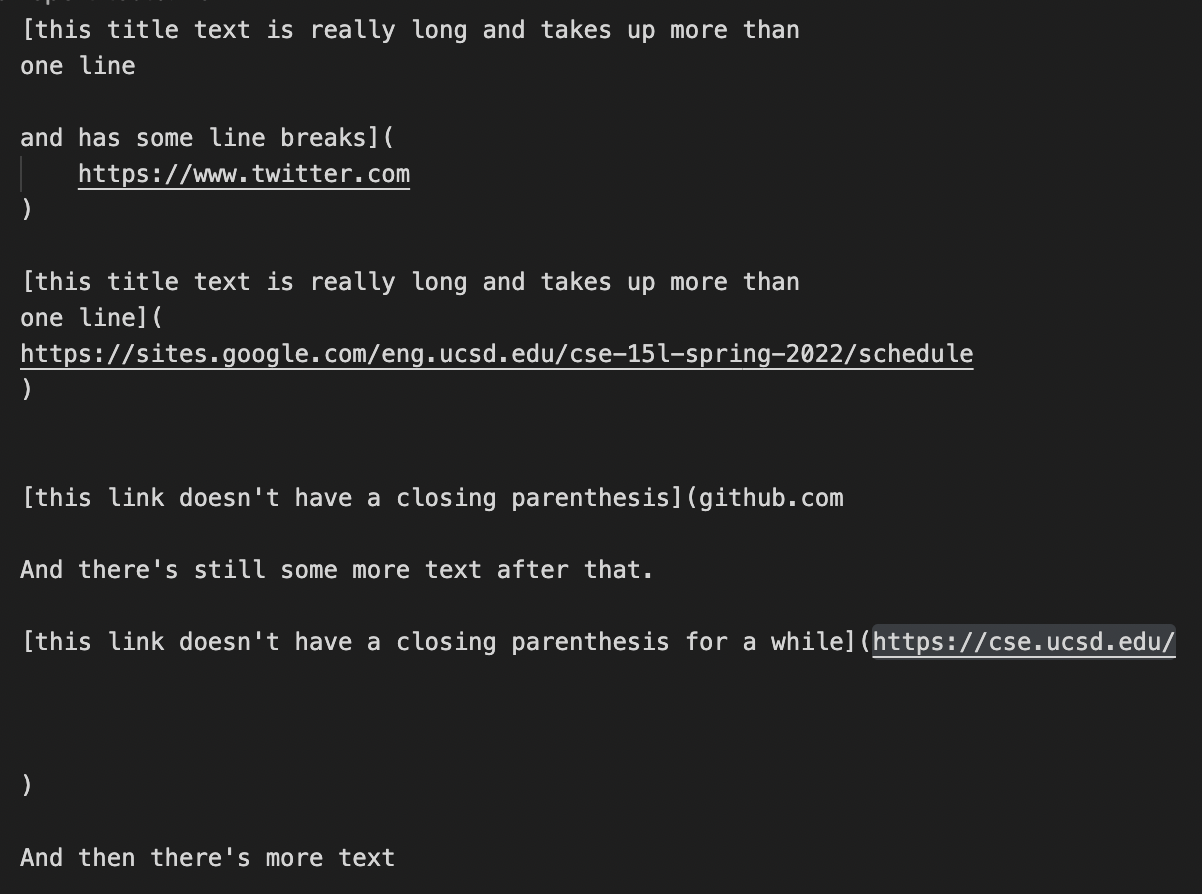 [this title text is really long and takes up more than
one line
and has some line breaks](
https://www.twitter.com
)
[this title text is really long and takes up more than
one line](
https://sites.google.com/eng.ucsd.edu/cse-15l-spring-2022/schedule
)
[this link doesn't have a closing parenthesis](github.com
And there's still some more text after that.
[this link doesn't have a closing parenthesis for a while](https://cse.ucsd.edu/
)
And then there's more text